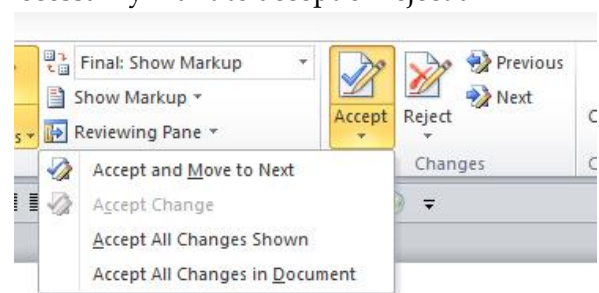 Final: Show Markup
Show Markup
Reviewing Pane
Accept
Reject
Previous
Next
Changes
Accept and Move to Next
Accept Change
Accept All Changes Shown
Accept All Changes in Document